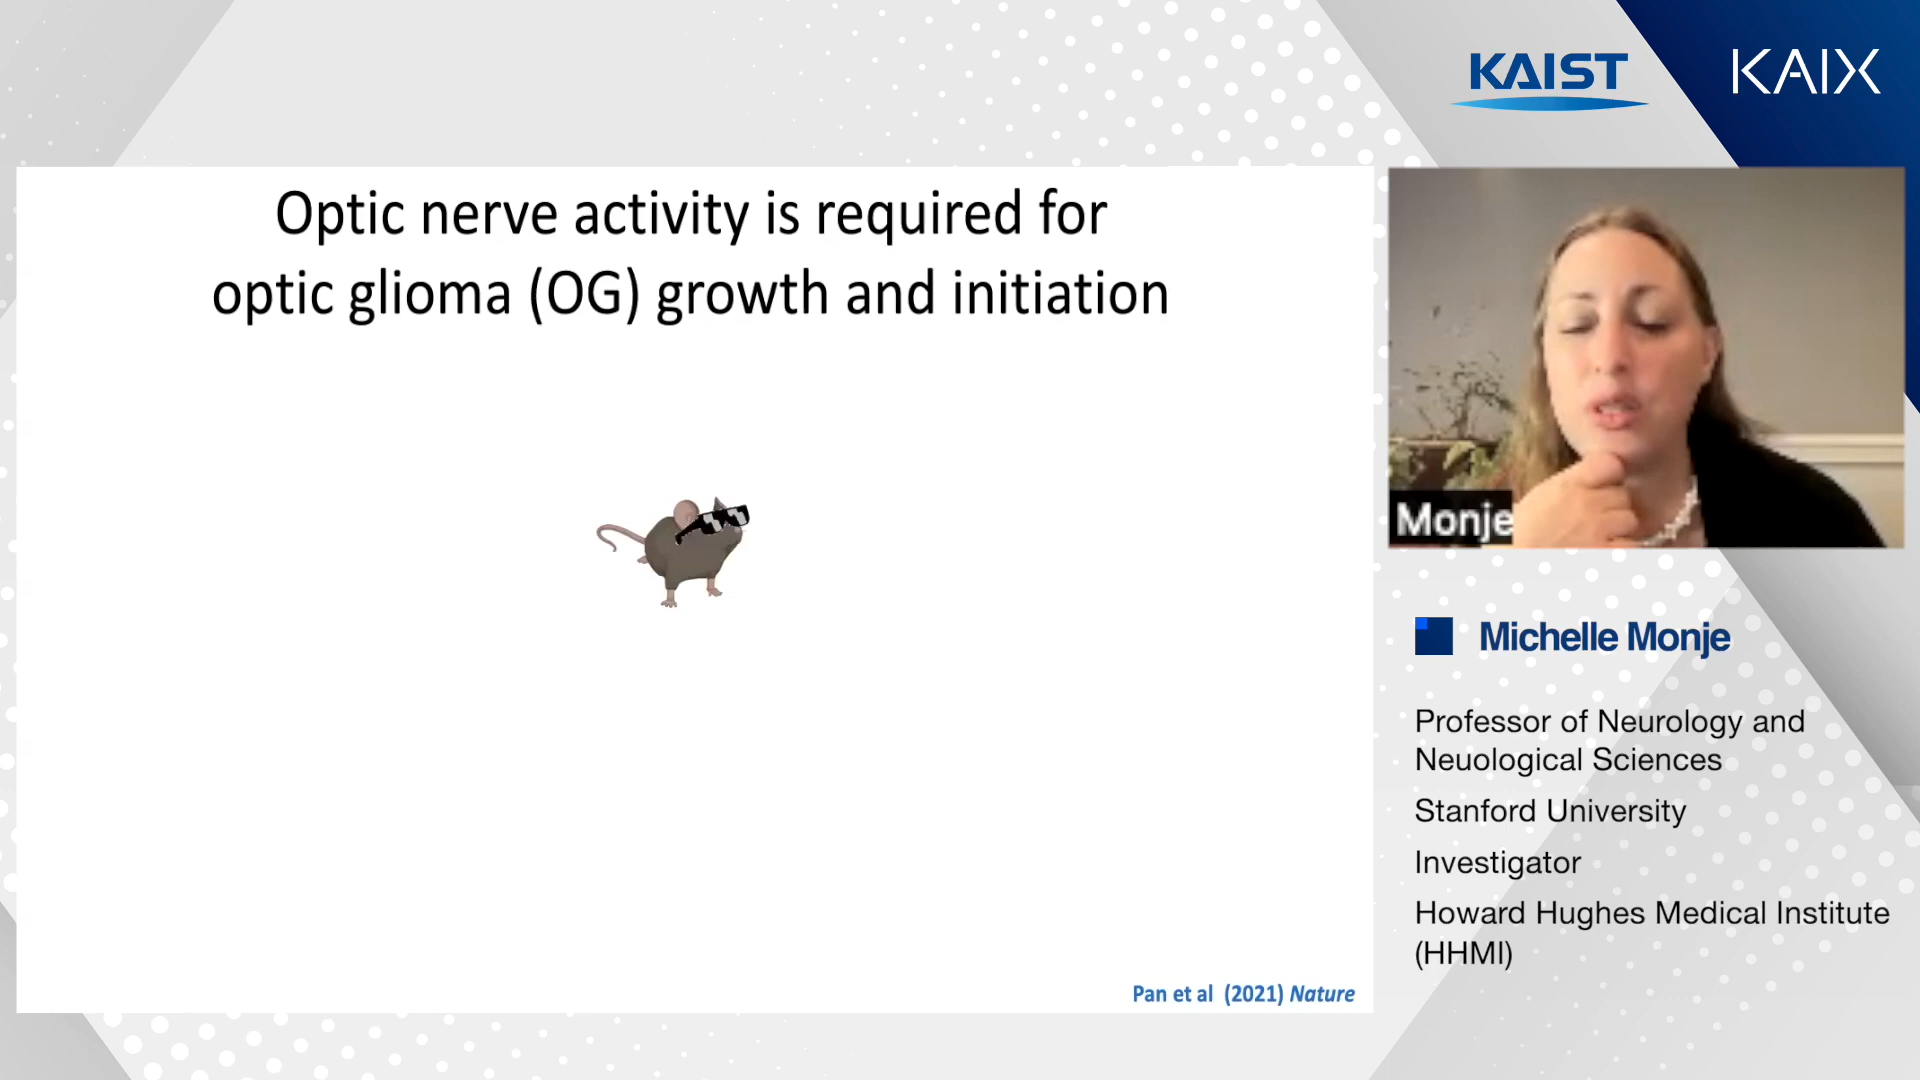 KAIST
KAIX
Optic nerve activity is required for
optic glioma (OG) growth and initiation
Pan et al (2021) Nature
Monje
Michelle Monje
Professor of Neurology and
Neuological Sciences
Stanford University
Investigator
Howard Hughes Medical Institute
(HHMI)